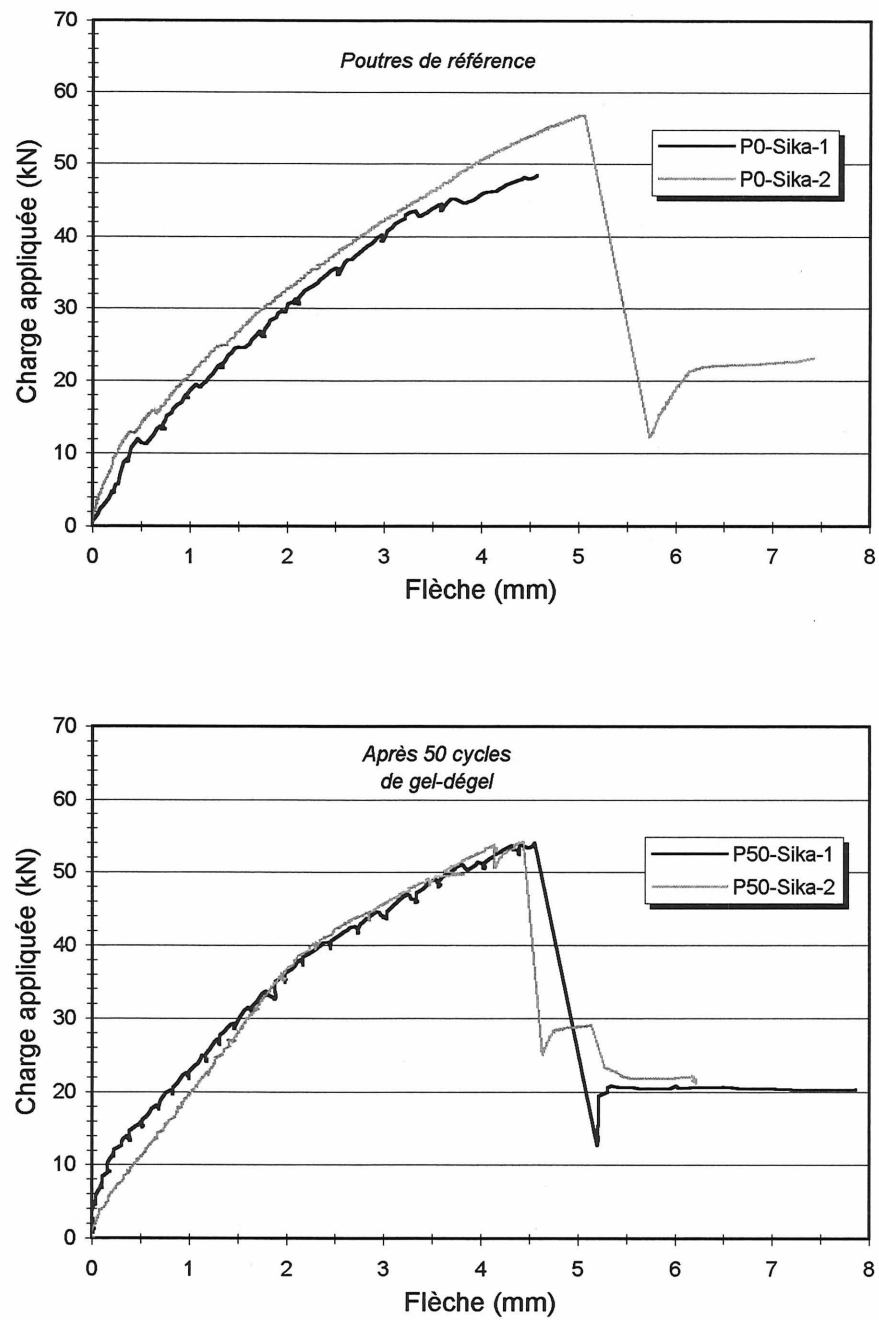 70
60
50
40
30
20
10
0
Charge appliquée (kN)
Poutres de référence
P0-Sika-1
P0-Sika-2
0 1 2 3 4 5 6 7 8
Flèche (mm)
70
60
50
40
30
20
10
0
Charge appliquée (kN)
Après 50 cycles
de gel-dégel
P50-Sika-1
P50-Sika-2
0 1 2 3 4 5 6 7 8
Flèche (mm)